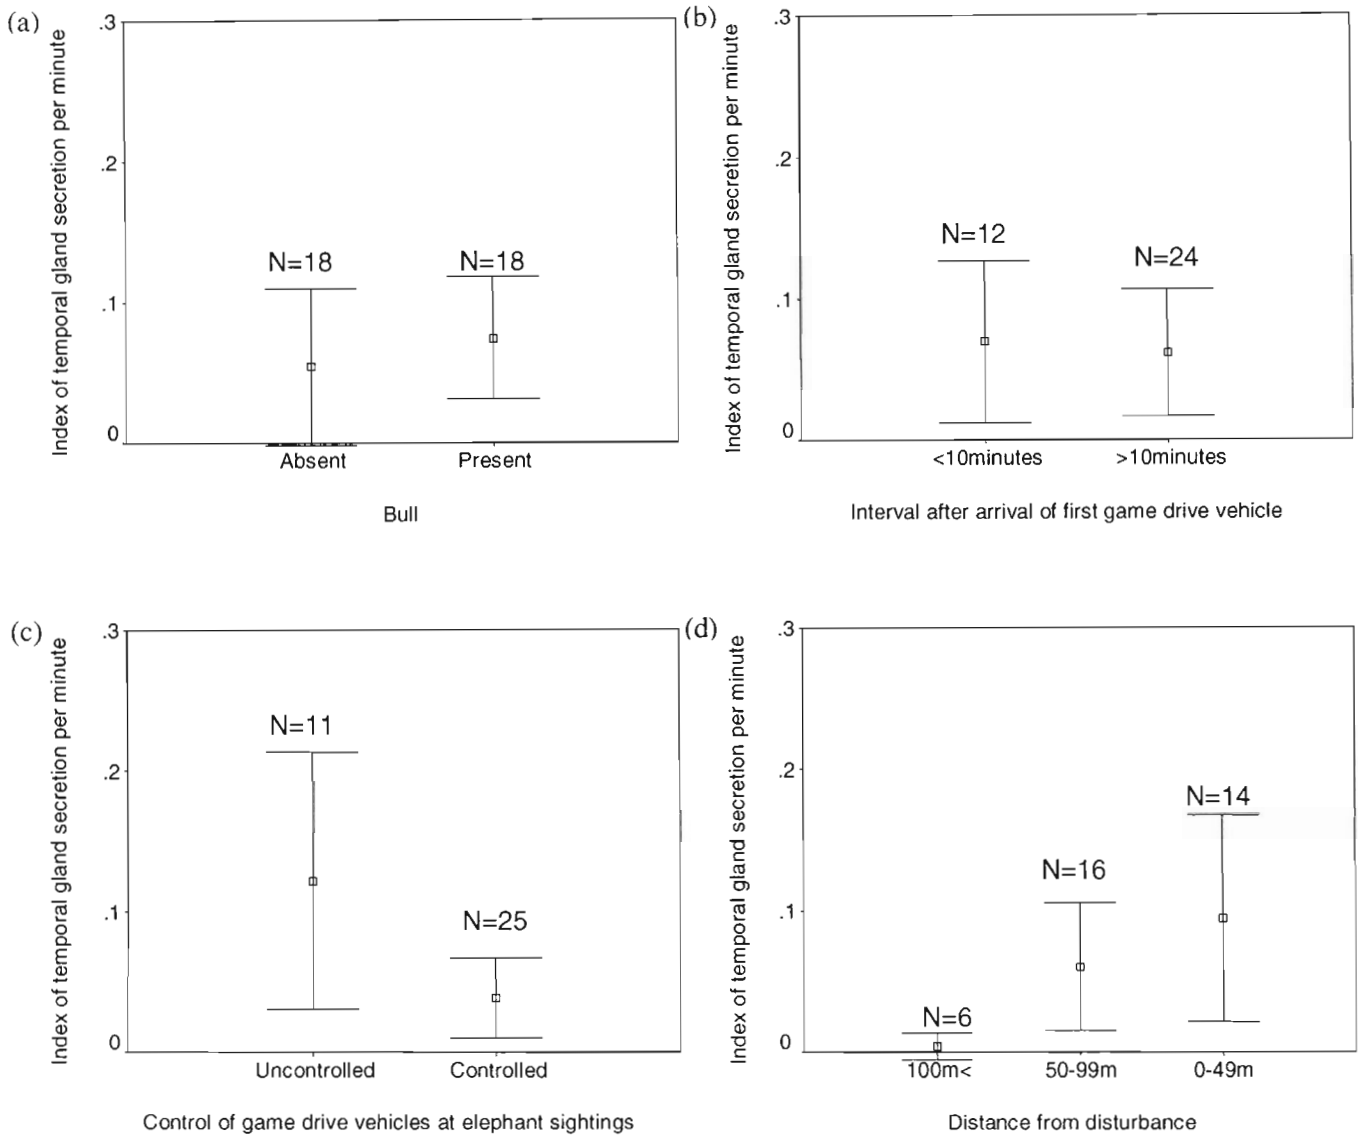 (a)
Index of temporal gland secretion per minute
.3
.2
.1
0
N=18
N=18
Absent
Present
Bull
(b)
Index of temporal gland secretion per minute
.3
.2
.1
0
N=12
N=24
<10minutes
>10minutes
Interval after arrival of first game drive vehicle
(c)
Index of temporal gland secretion per minute
.3
.2
.1
0
N=11
N=25
Uncontrolled
Controlled
Control of game drive vehicles at elephant sightings
(d)
Index of temporal gland secretion per minute
.3
.2
.1
0
N=6
N=16
N=14
100m<
50-99m
0-49m
Distance from disturbance